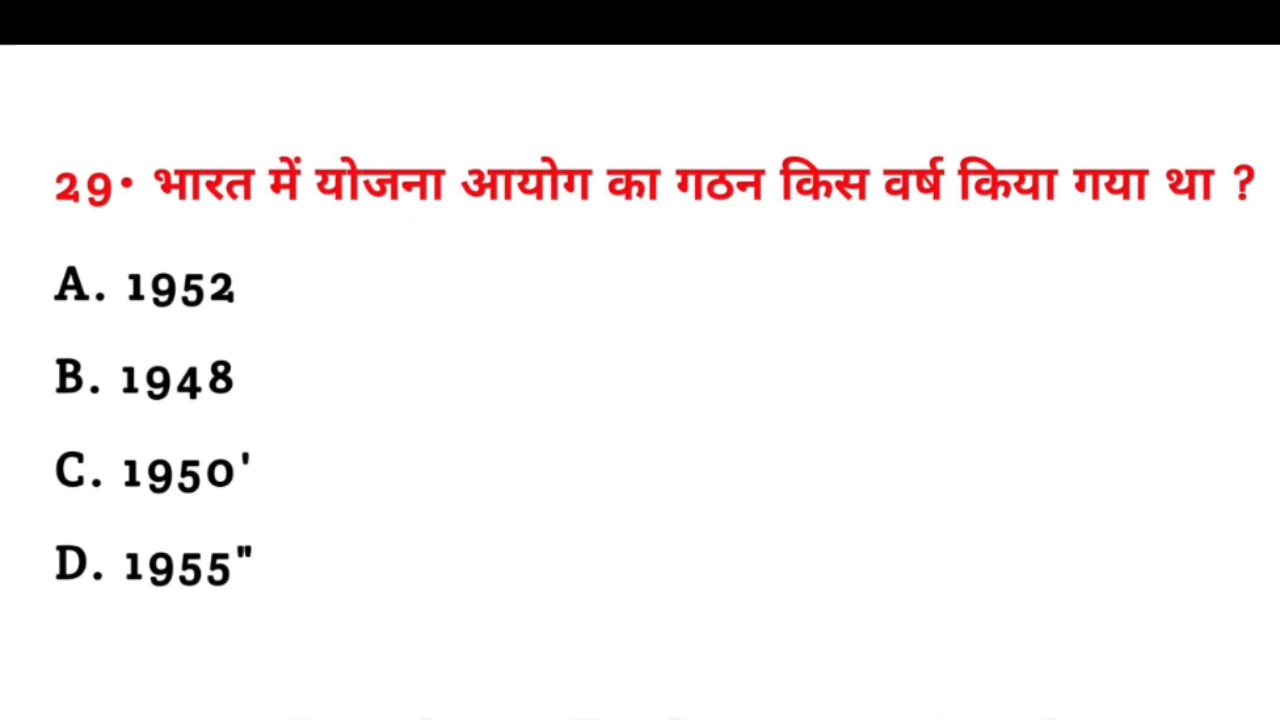 29• भारत में योजना आयोग का गठन किस वर्ष किया गया था ?
A. 1952
B. 1948
C. 1950'
D. 1955"